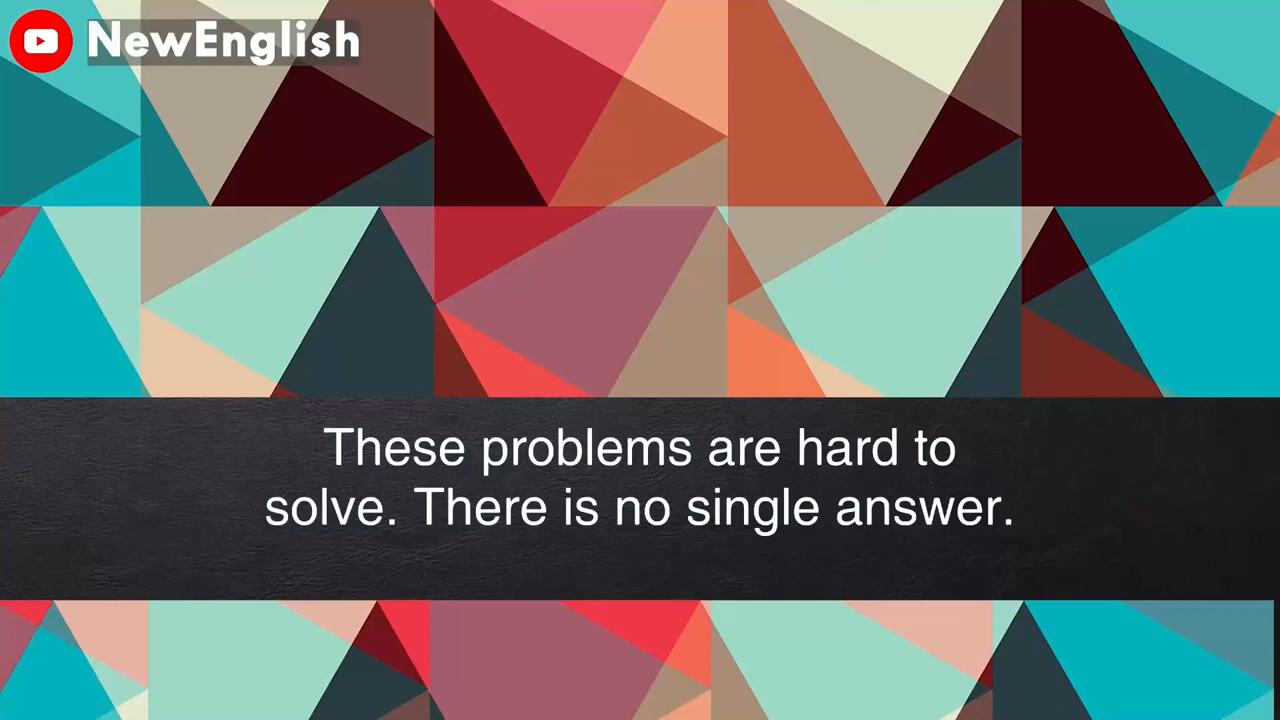 NewEnglish
These problems are hard to
solve. There is no single answer.